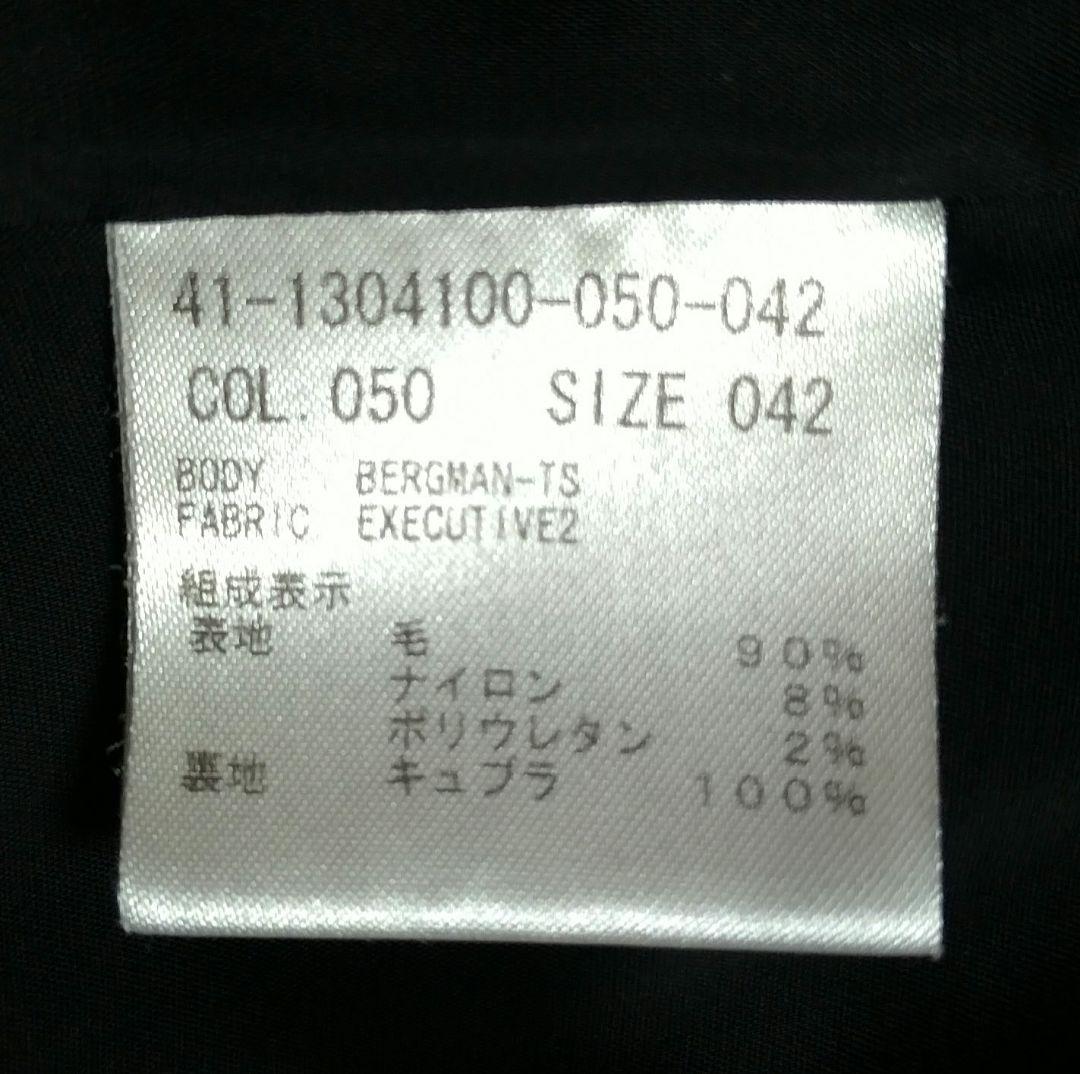 41-1304100-050-042
COL. 050 SIZE 042
BODY BERGMAN-TS
FABRIC EXECUTIVE2
組成表示
表地 毛 90%
ナイロン 8%
ポリウレタン 2%
裏地 キュプラ 100%